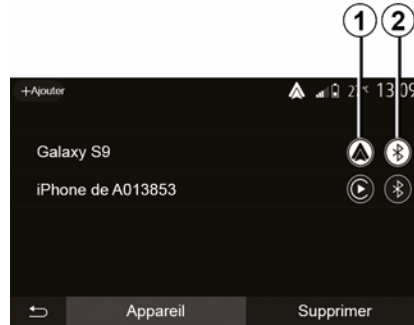 1 2
+Ajouter 13:09
Galaxy S9
iPhone de A013853
Appareil Supprimer